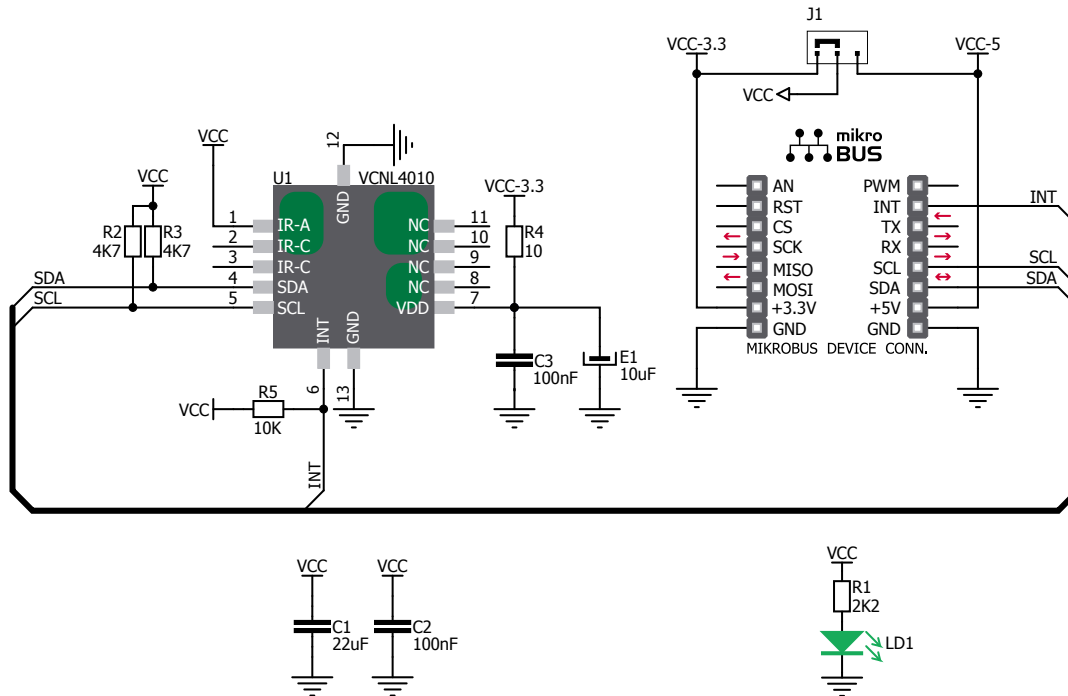 J1
VCC-3.3
VCC-5
VCC
mikro
BUS
12
VCC
U1
VCNL4010
GND
VCC
VCC-3.3
R2
4K7
R3
4K7
1
IR-A
2
IR-C
3
IR-C
4
SDA
5
SCL
NC
11
NC
10
NC
9
NC
8
VDD
7
R4
10
SDA
SCL
INT
GND
6
13
C3
100nF
E1
10uF
VCC
R5
10K
INT
AN
RST
CS
SCK
MISO
MOSI
+3.3V
GND
PWM
INT
TX
RX
SCL
SDA
+5V
GND
MIKROBUS DEVICE CONN.
INT
SCL
SDA
VCC
C1
22uF
VCC
C2
100nF
VCC
R1
2K2
LD1